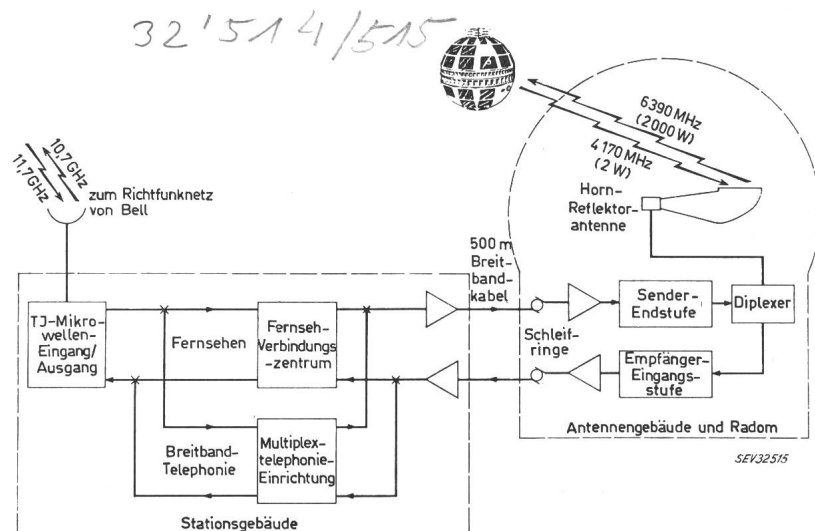 32'514/515
6390 MHz
(2000 W)
4170 MHz
(2 W)
10,7 GHz
11,7 GHz
zum Richtfunknetz
von Bell
Horn-
Reflektor-
antenne
500 m
Breit-
band-
kabel
TJ-Mikro-
wellen-
Eingang/
Ausgang
Fernsehen
Fernseh-
Verbindungs
-zentrum
Schleif-
ringe
Sender-
Endstufe
Diplexer
Empfänger-
Eingangs-
stufe
Breitband-
Telephonie
Multiplex-
telephonie-
Einrichtung
Antennengebäude und Radom
SEV32515
Stationsgebäude